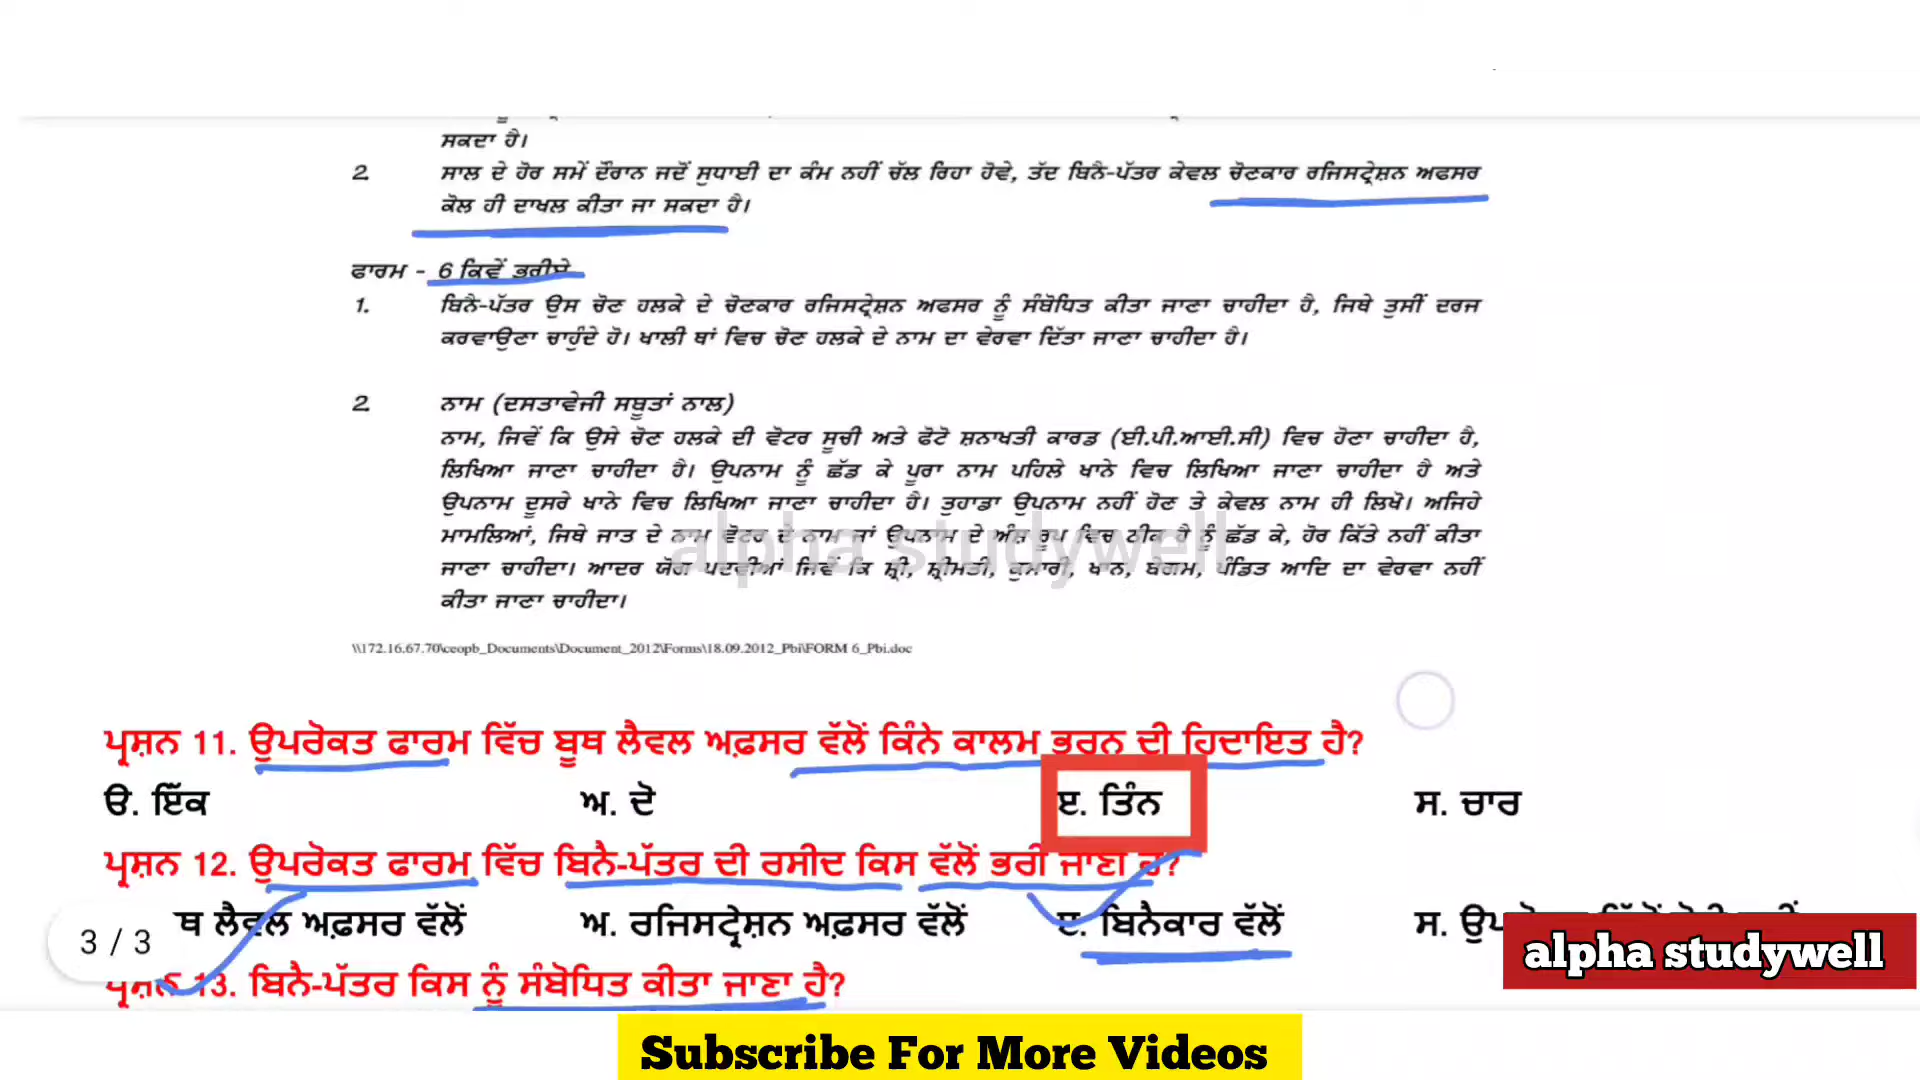 ਸਕਦਾ ਹੈ।
2. ਸਾਲ ਦੇ ਹੋਰ ਸਮੇਂ ਦੌਰਾਨ ਜਦੋਂ ਸੁਧਾਈ ਦਾ ਕੰਮ ਨਹੀਂ ਚੱਲ ਰਿਹਾ ਹੋਵੇ, ਤੱਦ ਬਿਨੈ-ਪੱਤਰ ਕੇਵਲ ਚੋਣਕਾਰ ਰਜਿਸਟ੍ਰੇਸ਼ਨ ਅਫਸਰ
ਕੋਲ ਹੀ ਦਾਖਲ ਕੀਤਾ ਜਾ ਸਕਦਾ ਹੈ।
ਫਾਰਮ - 6 ਕਿਵੇਂ ਭਰੀਏ
1. ਬਿਨੈ-ਪੱਤਰ ਉਸ ਚੋਣ ਹਲਕੇ ਦੇ ਚੋਣਕਾਰ ਰਜਿਸਟ੍ਰੇਸ਼ਨ ਅਫਸਰ ਨੂੰ ਸੰਬੋਧਿਤ ਕੀਤਾ ਜਾਣਾ ਚਾਹੀਦਾ ਹੈ, ਜਿਥੇ ਤੁਸੀਂ ਦਰਜ
ਕਰਵਾਉਣਾ ਚਾਹੁੰਦੇ ਹੋ। ਖਾਲੀ ਥਾਂ ਵਿਚ ਚੋਣ ਹਲਕੇ ਦੇ ਨਾਮ ਦਾ ਵੇਰਵਾ ਦਿੱਤਾ ਜਾਣਾ ਚਾਹੀਦਾ ਹੈ।
2. ਨਾਮ (ਦਸਤਾਵੇਜੀ ਸਬੂਤਾਂ ਨਾਲ)
ਨਾਮ, ਜਿਵੇਂ ਕਿ ਉਸੇ ਚੋਣ ਹਲਕੇ ਦੀ ਵੋਟਰ ਸੂਚੀ ਅਤੇ ਫੋਟੋ ਸ਼ਨਾਖਤੀ ਕਾਰਡ (ਈ.ਪੀ.ਆਈ.ਸੀ) ਵਿਚ ਹੋਣਾ ਚਾਹੀਦਾ ਹੈ,
ਲਿਖਿਆ ਜਾਣਾ ਚਾਹੀਦਾ ਹੈ। ਉਪਨਾਮ ਨੂੰ ਛੱਡ ਕੇ ਪੂਰਾ ਨਾਮ ਪਹਿਲੇ ਖਾਨੇ ਵਿਚ ਲਿਖਿਆ ਜਾਣਾ ਚਾਹੀਦਾ ਹੈ ਅਤੇ
ਉਪਨਾਮ ਦੂਸਰੇ ਖਾਨੇ ਵਿਚ ਲਿਖਿਆ ਜਾਣਾ ਚਾਹੀਦਾ ਹੈ। ਤੁਹਾਡਾ ਉਪਨਾਮ ਨਹੀਂ ਹੋਣ ਤੇ ਕੇਵਲ ਨਾਮ ਹੀ ਲਿਖੋ। ਅਜਿਹੇ
ਮਾਮਲਿਆਂ, ਜਿਥੇ ਜਾਤ ਦੇ ਨਾਮ ਵੋਟਰ ਦੇ ਨਾਮ ਜਾਂ ਉਪਨਾਮ ਦੇ ਅੰਸ਼ ਰੂਪ ਵਿਚ ਠੀਕ ਹੈ ਨੂੰ ਛੱਡ ਕੇ, ਹੋਰ ਕਿੱਤੇ ਨਹੀਂ ਕੀਤਾ
ਜਾਣਾ ਚਾਹੀਦਾ। ਆਦਰ ਯੋਗ ਪਦਵੀਆਂ ਜਿਵੇਂ ਕਿ ਸ਼੍ਰੀ, ਸ਼੍ਰੀਮਤੀ, ਕੁਮਾਰੀ, ਖਾਨ, ਬੇਗਮ, ਪੰਡਿਤ ਆਦਿ ਦਾ ਵੇਰਵਾ ਨਹੀਂ
ਕੀਤਾ ਜਾਣਾ ਚਾਹੀਦਾ।
alpha studywell
\\172.16.67.70\ceopb_Documents\Document_2012\Forms\18.09.2012_Pbi\FORM 6_Pbi.doc
ਪ੍ਰਸ਼ਨ 11. ਉਪਰੋਕਤ ਫਾਰਮ ਵਿੱਚ ਬੂਥ ਲੈਵਲ ਅਫ਼ਸਰ ਵੱਲੋਂ ਕਿੰਨੇ ਕਾਲਮ ਭਰਨ ਦੀ ਹਿਦਾਇਤ ਹੈ?
ੳ. ਇੱਕ ਅ. ਦੋ ੲ. ਤਿੰਨ ਸ. ਚਾਰ
ਪ੍ਰਸ਼ਨ 12. ਉਪਰੋਕਤ ਫਾਰਮ ਵਿੱਚ ਬਿਨੈ-ਪੱਤਰ ਦੀ ਰਸੀਦ ਕਿਸ ਵੱਲੋਂ ਭਰੀ ਜਾਣੀ ਹੈ?
ਥ ਲੈਵਲ ਅਫ਼ਸਰ ਵੱਲੋਂ ਅ. ਰਜਿਸਟ੍ਰੇਸ਼ਨ ਅਫ਼ਸਰ ਵੱਲੋਂ ੲ. ਬਿਨੈਕਾਰ ਵੱਲੋਂ ਸ.
3 / 3
alpha studywell
ਪ੍ਰਸ਼ਨ 13. ਬਿਨੈ-ਪੱਤਰ ਕਿਸ ਨੂੰ ਸੰਬੋਧਿਤ ਕੀਤਾ ਜਾਣਾ ਹੈ?
Subscribe For More Videos